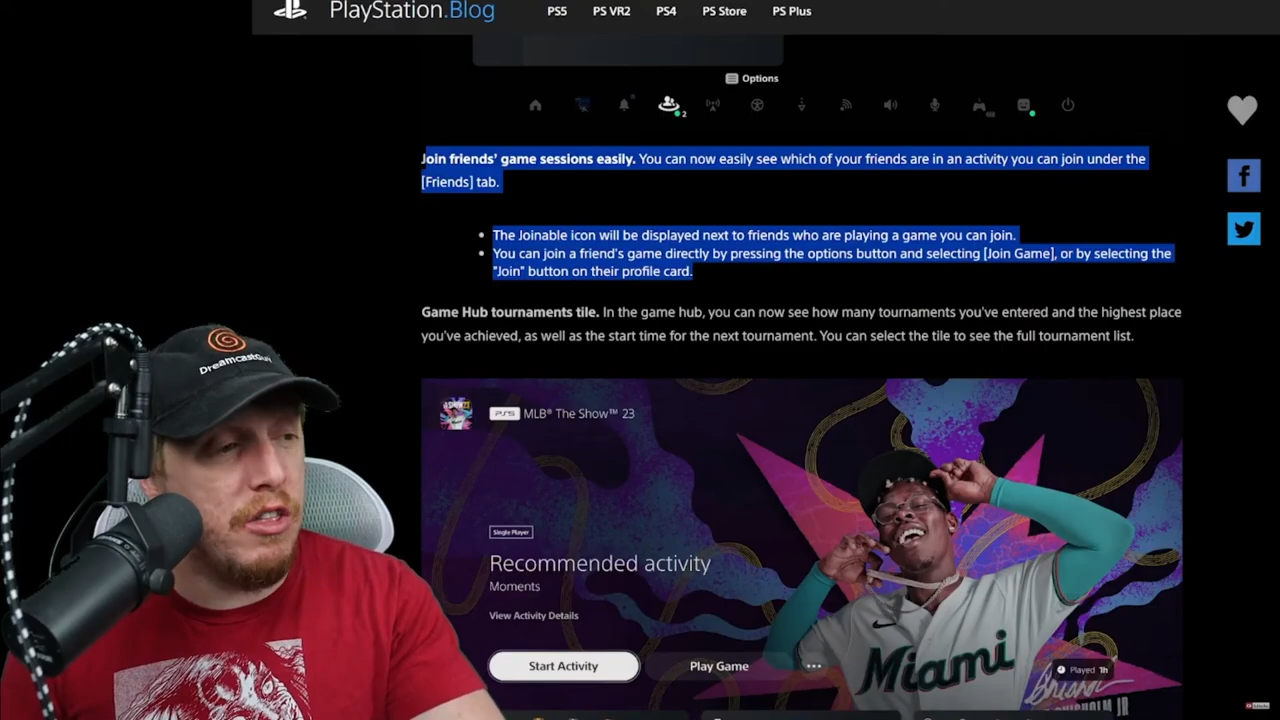 PlayStation.Blog
PS5 PS VR2 PS4 PS Store PS Plus
Options
2
Join friends' game sessions easily. You can now easily see which of your friends are in an activity you can join under the
[Friends] tab.
The Joinable icon will be displayed next to friends who are playing a game you can join.
You can join a friend's game directly by pressing the options button and selecting [Join Game], or by selecting the
"Join" button on their profile card.
Game Hub tournaments tile. In the game hub, you can now see how many tournaments you've entered and the highest place
you've achieved, as well as the start time for the next tournament. You can select the tile to see the full tournament list.
DreamcastGuy
PS5 MLB® The Show™ 23
Single Player
Recommended activity
Moments
View Activity Details
Start Activity Play Game
Miami
Played 1h